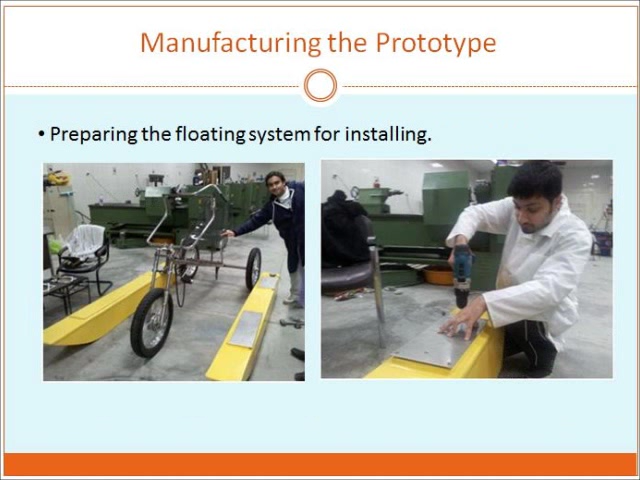 Manufacturing the Prototype
• Preparing the floating system for installing.